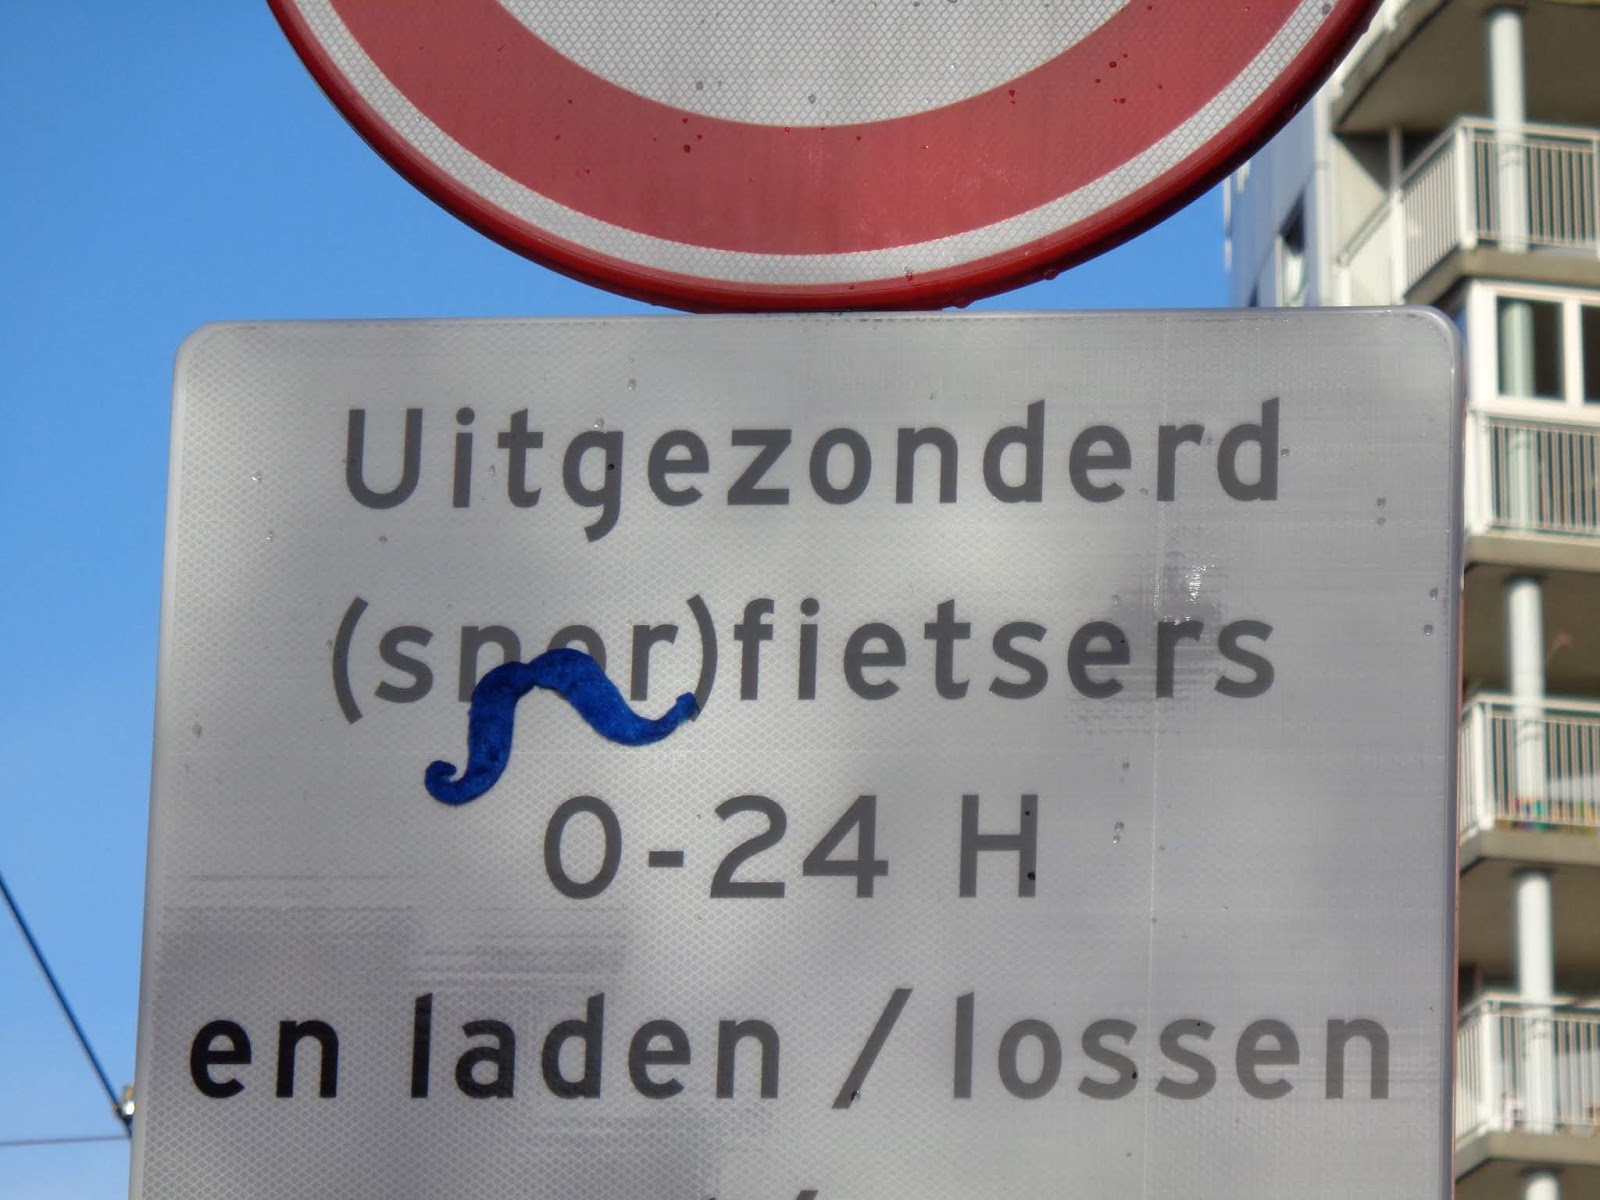 Uitgezonderd
(snor)fietsers
0-24 H
en laden / lossen